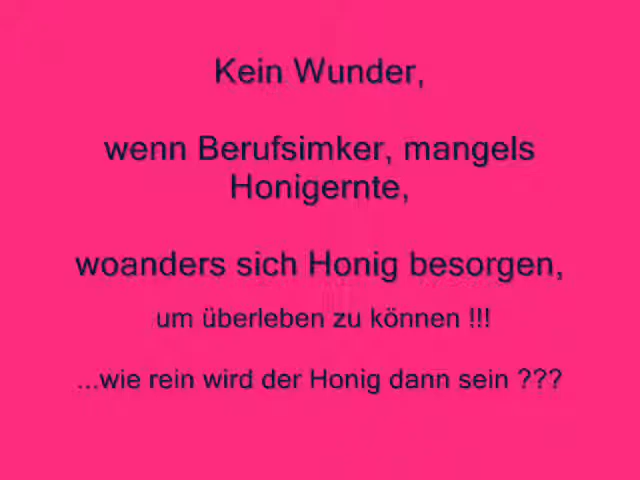 Kein Wunder,
wenn Berufsimker, mangels
Honigernte,
woanders sich Honig besorgen,
um überleben zu können !!!
...wie rein wird der Honig dann sein ???